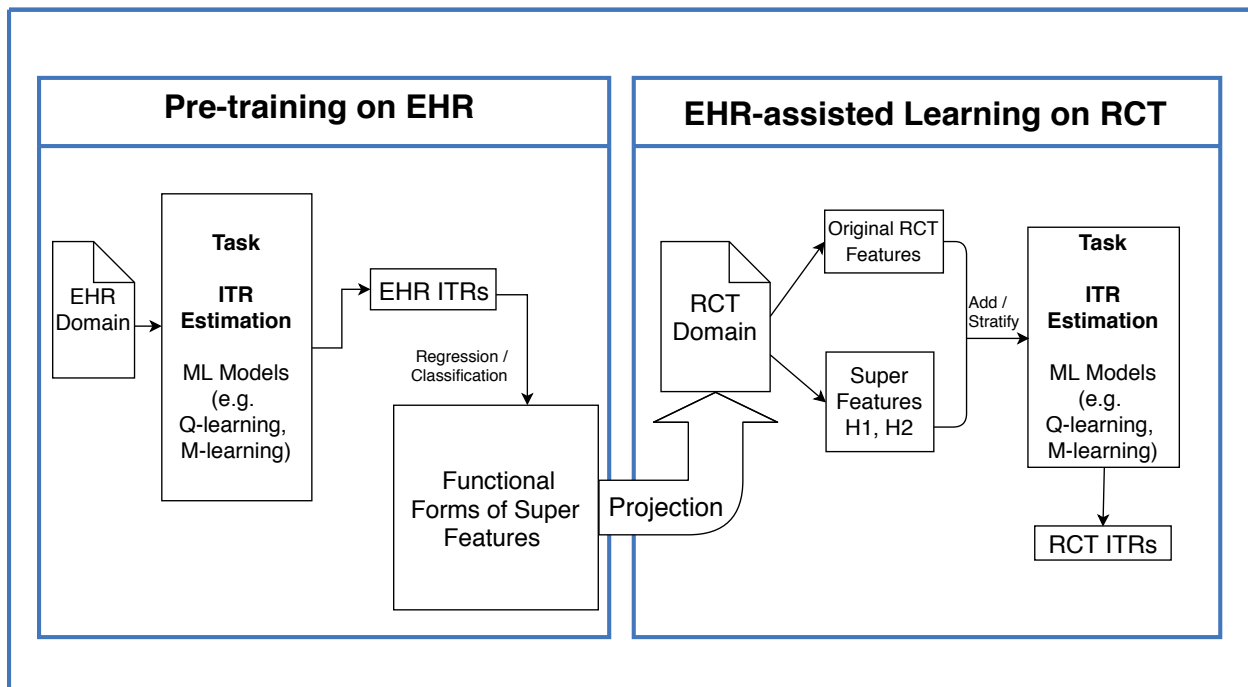 Pre-training on EHR
EHR
Domain
Task
ITR
Estimation
ML Models
(e.g.
Q-learning,
M-learning)
EHR ITRs
Regression /
Classification
Functional
Forms of Super
Features
Projection
EHR-assisted Learning on RCT
RCT
Domain
Original RCT
Features
Super
Features
H1, H2
Add /
Stratify
Task
ITR
Estimation
ML Models
(e.g.
Q-learning,
M-learning)
RCT ITRs